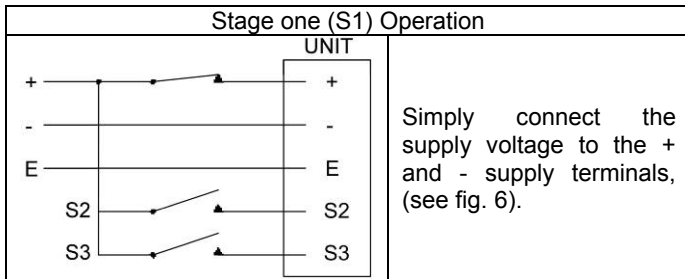 Stage one (S1) Operation
UNIT
+ +
- -
E E
S2 S2
S3 S3
Simply connect the
supply voltage to the +
and - supply terminals,
(see fig. 6).